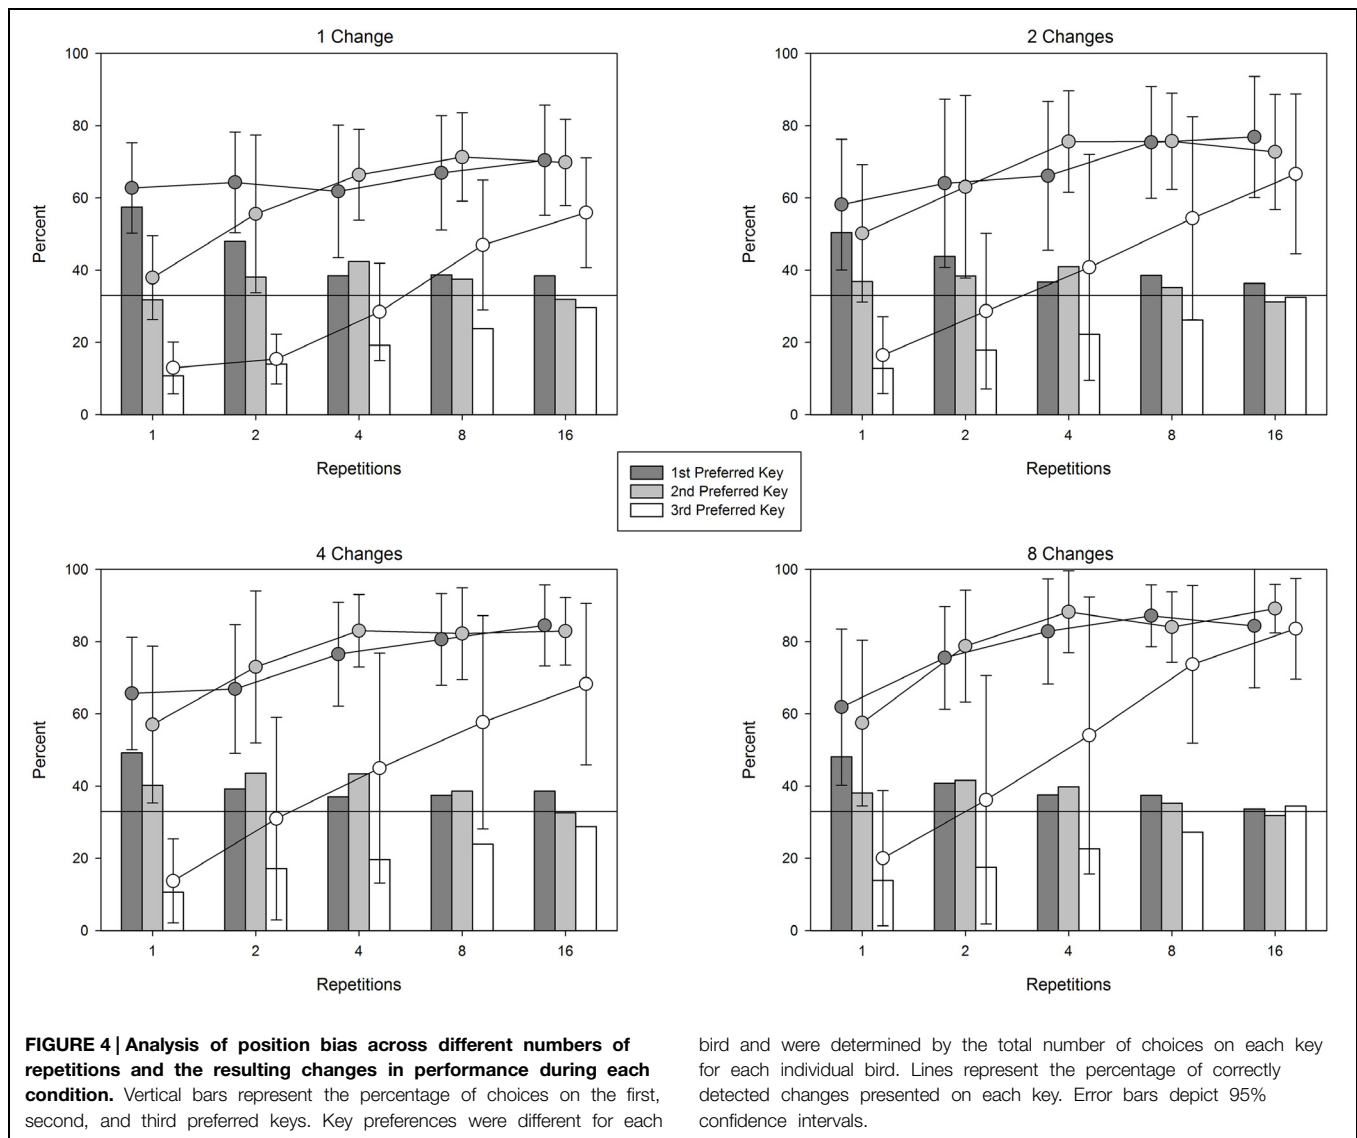 1 Change
100
80
60
40
20
0
Percent
1 2 4 8 16
Repetitions
2 Changes
100
80
60
40
20
0
Percent
1 2 4 8 16
Repetitions
1st Preferred Key
2nd Preferred Key
3rd Preferred Key
4 Changes
100
80
60
40
20
0
Percent
1 2 4 8 16
Repetitions
8 Changes
100
80
60
40
20
0
Percent
1 2 4 8 16
Repetitions
FIGURE 4 | Analysis of position bias across different numbers of
repetitions and the resulting changes in performance during each
condition. Vertical bars represent the percentage of choices on the first,
second, and third preferred keys. Key preferences were different for each
bird and were determined by the total number of choices on each key
for each individual bird. Lines represent the percentage of correctly
detected changes presented on each key. Error bars depict 95%
confidence intervals.